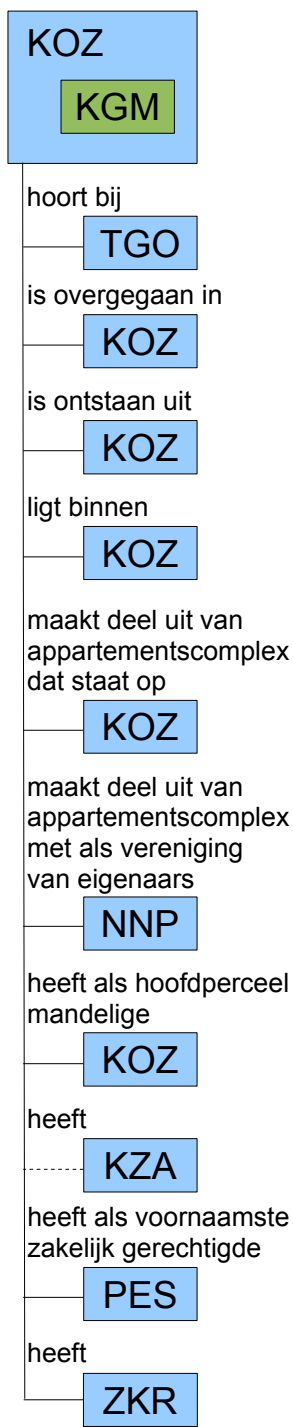 KOZ
KGM
hoort bij
TGO
is overgegaan in
KOZ
is ontstaan uit
KOZ
ligt binnen
KOZ
maakt deel uit van
appartementscomplex
dat staat op
KOZ
maakt deel uit van
appartementscomplex
met als vereniging
van eigenaars
NNP
heeft als hoofdperceel
mandelige
KOZ
heeft
KZA
heeft als voornaamste
zakelijk gerechtigde
PES
heeft
ZKR